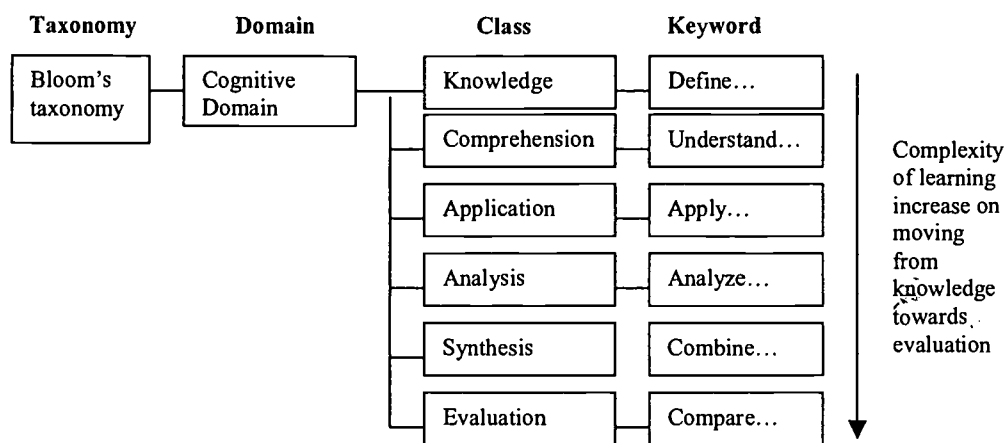 Taxonomy Domain Class Keyword
Bloom's
taxonomy
Cognitive
Domain
Knowledge Define...
Comprehension Understand...
Application Apply...
Analysis Analyze...
Synthesis Combine...
Evaluation Compare...
Complexity
of learning
increase on
moving
from
knowledge
towards
evaluation